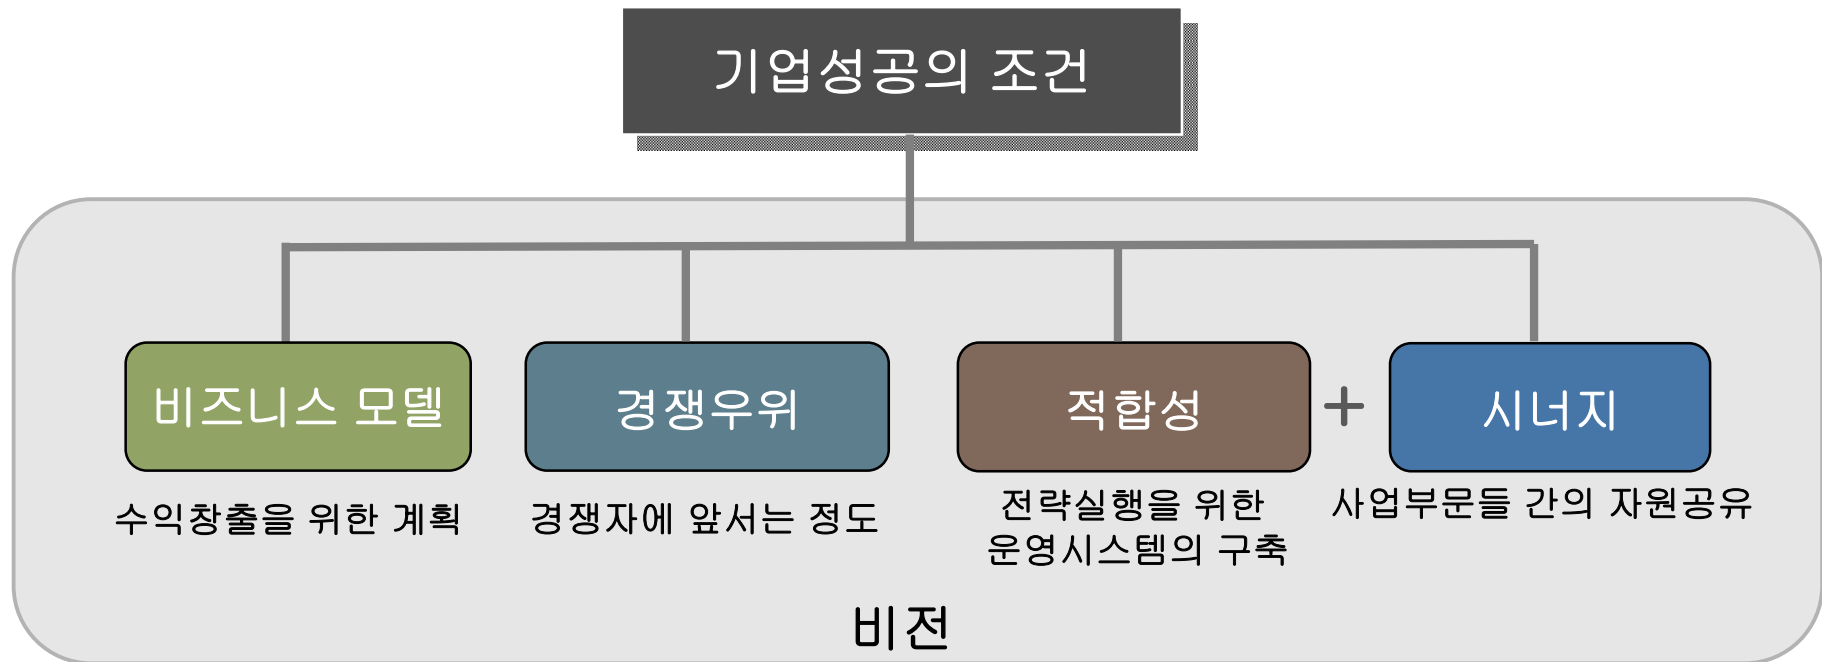 기업성공의 조건
비즈니스 모델
경쟁우위
적합성
+
시너지
수익창출을 위한 계획
경쟁자에 앞서는 정도
전략실행을 위한
운영시스템의 구축
사업부문들 간의 자원공유
비전